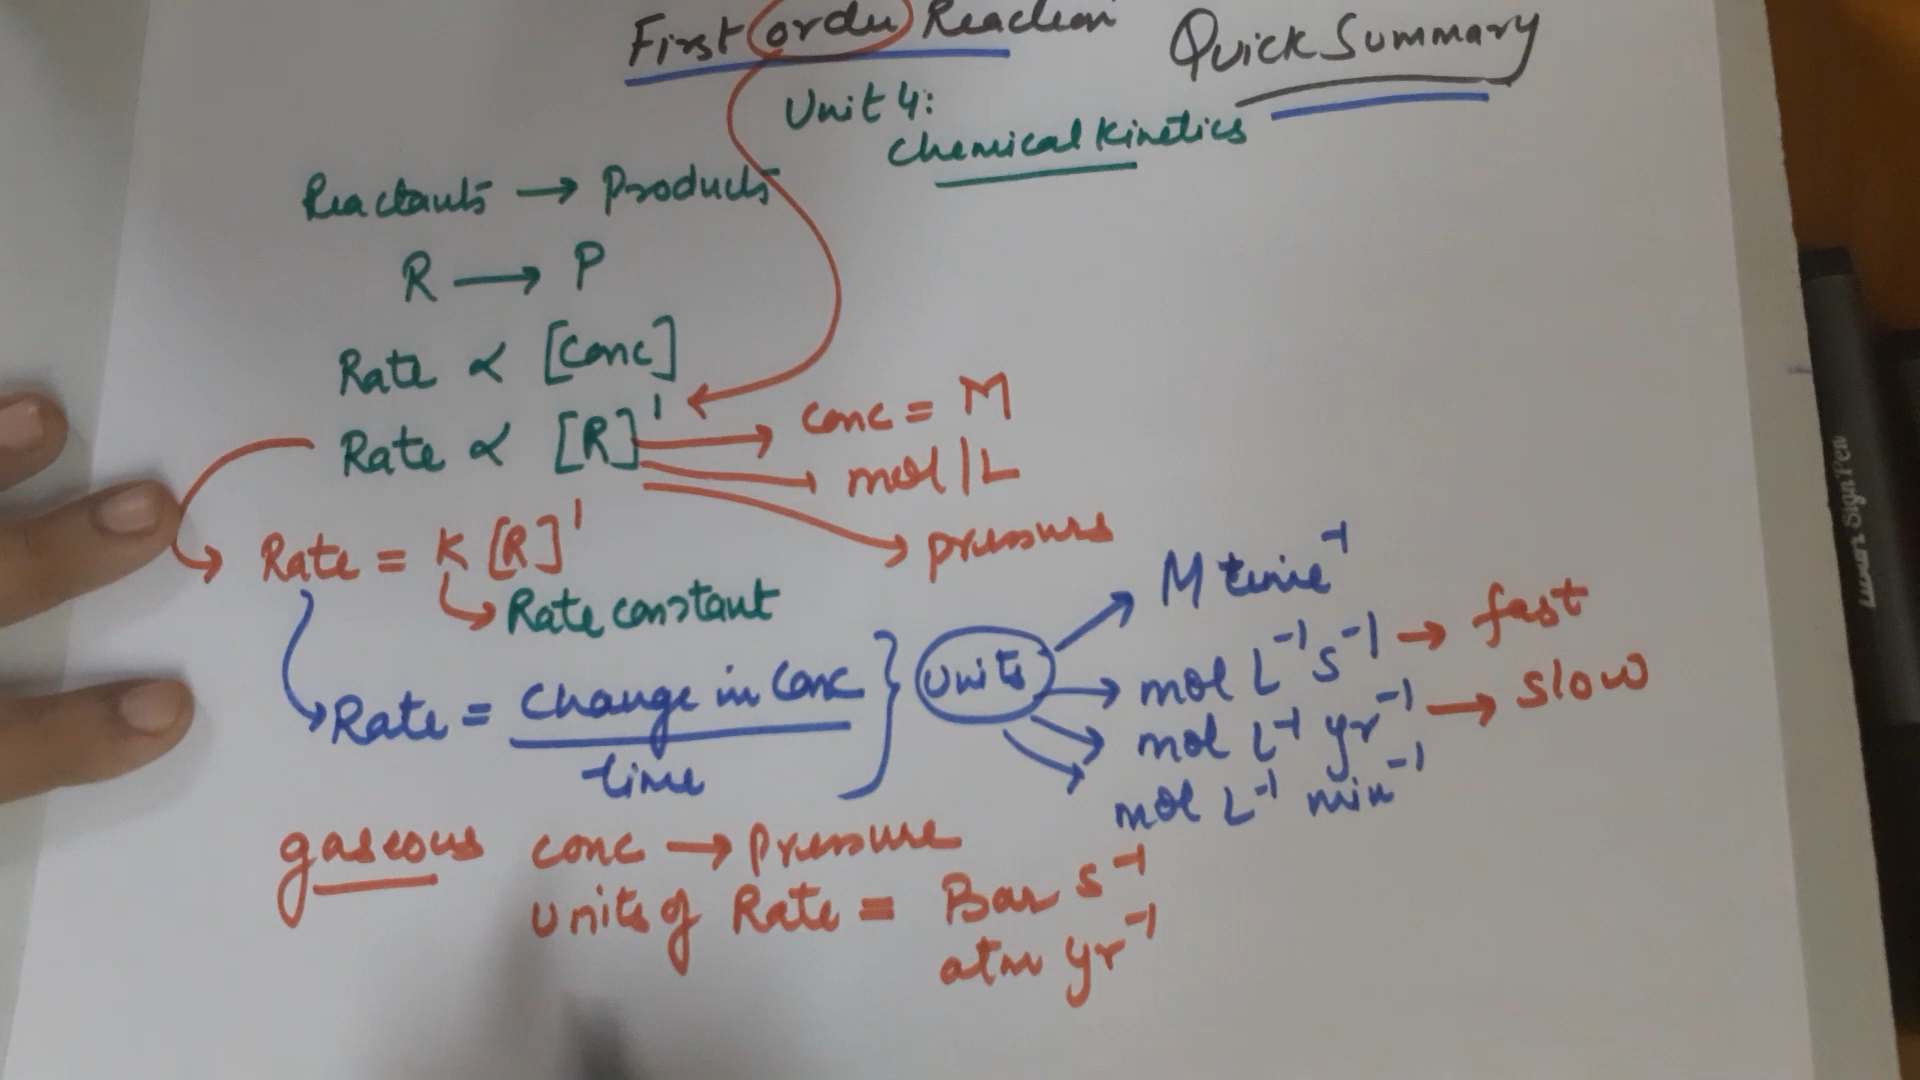 First order Reaction
Quick Summary
Unit 4:
Chemical Kinetics
Reactants → Products
R → P
Rate ∝ [Conc]
Rate ∝ [R]¹
conc = M
mol/L
pressure
Rate = K [R]¹
Rate constant
Rate = Change in Conc / time
Units
M time⁻¹
mol L⁻¹ s⁻¹ → fast
mol L⁻¹ yr⁻¹ → slow
mol L⁻¹ min⁻¹
gaseous conc → pressure
units of Rate = Bar s⁻¹
atm yr⁻¹
Sign Pen